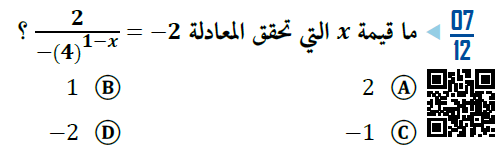 07/12 ◀ ما قيمة x التي تحقق المعادلة 2/(-(4)^(1-x)) = -2 ؟
Ⓐ 2 Ⓑ 1
Ⓒ -1 Ⓓ -2